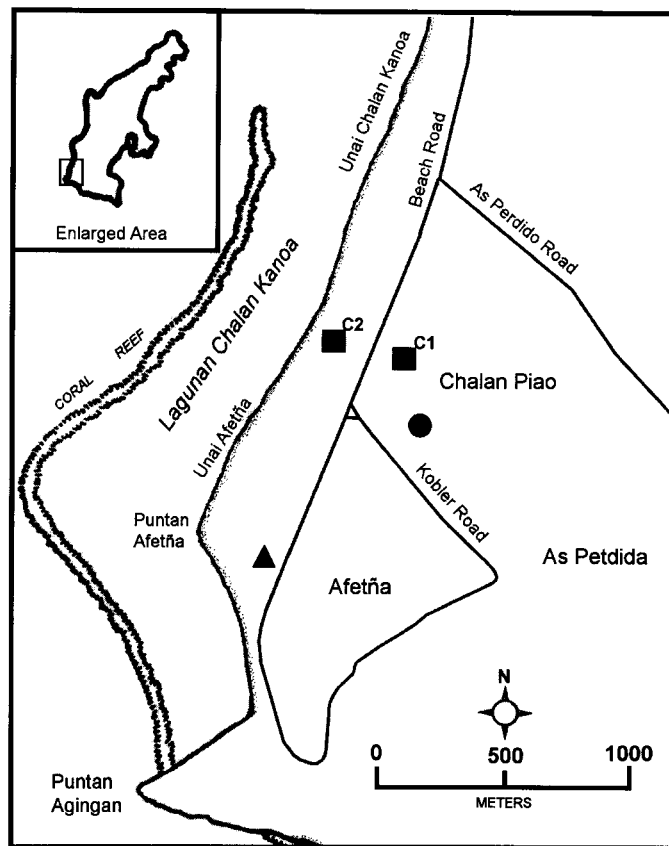 Enlarged Area
Unai Chalan Kanoa
Beach Road
As Perdido Road
CORAL REEF
Lagunan Chalan Kanoa
C2
C1
Chalan Piao
Unai Afetña
Kobler Road
Puntan
Afetña
Afetña
As Petdida
N
0 500 1000
METERS
Puntan
Agingan